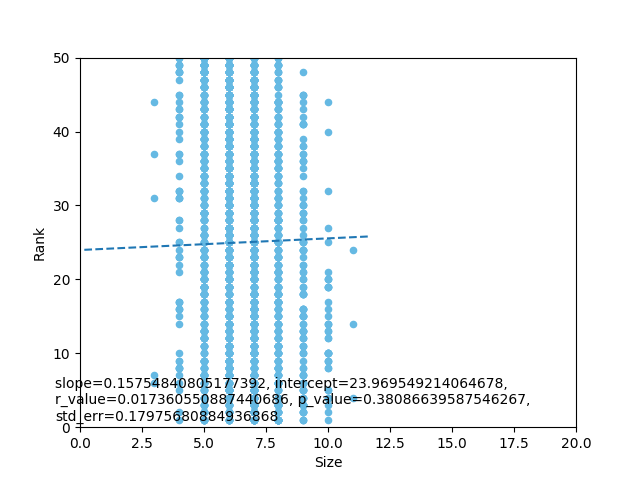 50
40
30
20
10
0
Rank
slope=0.15754840805177392, intercept=23.969549214064678,
r_value=0.017360550887440686, p_value=0.38086639587546267,
std_err=0.17975680884936868
0.0 2.5 5.0 7.5 10.0 12.5 15.0 17.5 20.0
Size